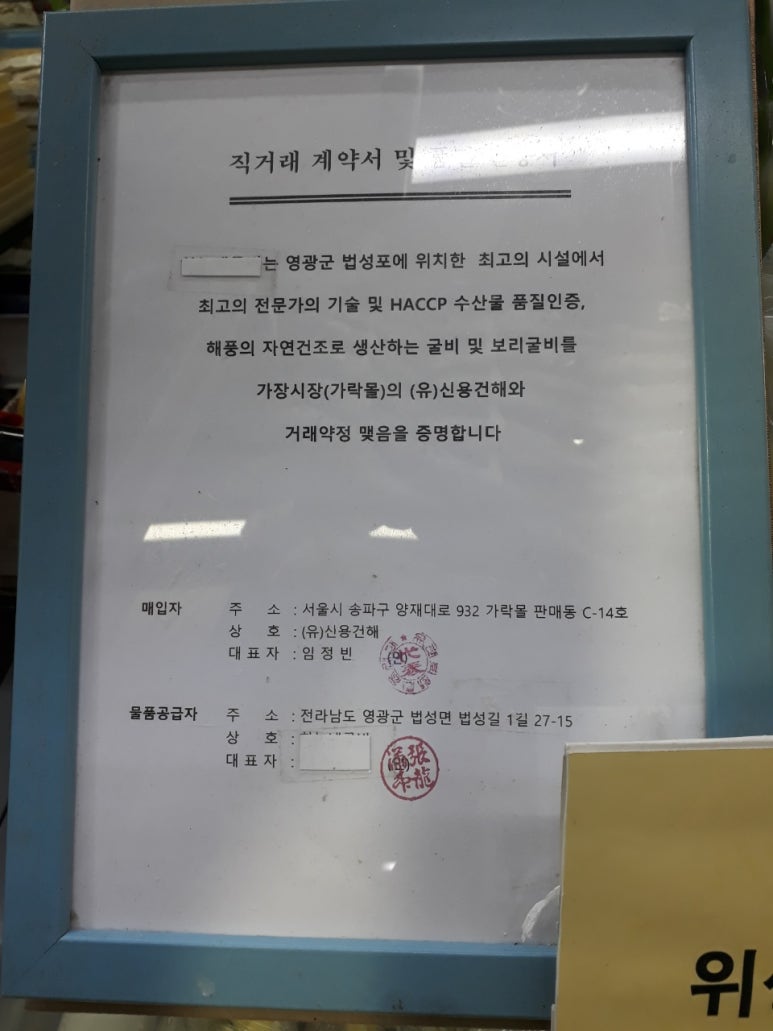 직거래 계약서 및
는 영광군 법성포에 위치한 최고의 시설에서
최고의 전문가의 기술 및 HACCP 수산물 품질인증,
해풍의 자연건조로 생산하는 굴비 및 보리굴비를
가장시장(가락몰)의 (유)신용건해와
거래약정 맺음을 증명합니다
매입자 주 소 : 서울시 송파구 양재대로 932 가락몰 판매동 C-14호
상 호 : (유)신용건해
대 표 자 : 임 정 빈
물품공급자 주 소 : 전라남도 영광군 법성면 법성길 1길 27-15
상 호 :
대 표 자 :